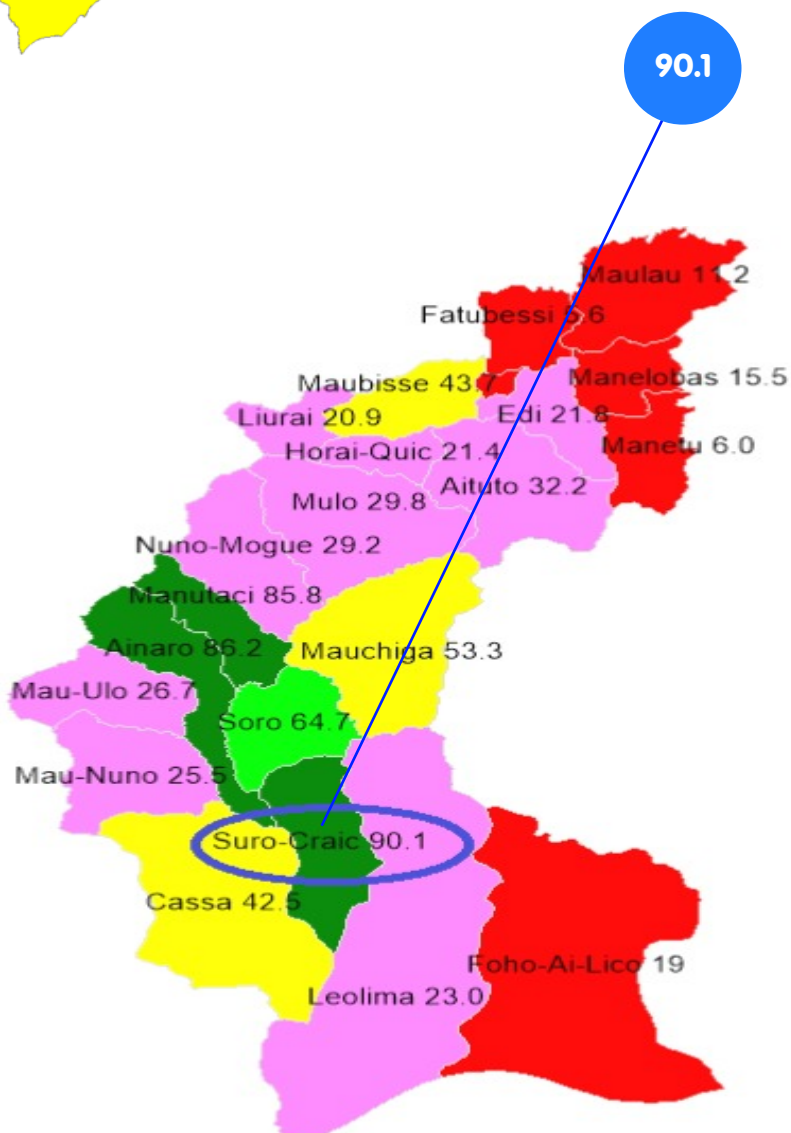 90.1
Maulau 11.2
Fatubessi 5.6
Manelobas 15.5
Maubisse 43.7
Liurai 20.9
Edi 21.8
Manetu 6.0
Horai-Quic 21.4
Aituto 32.2
Mulo 29.8
Nuno-Mogue 29.2
Manutaci 85.8
Ainaro 86.2
Mauchiga 53.3
Mau-Ulo 26.7
Soro 64.7
Mau-Nuno 25.5
Suro-Craic 90.1
Cassa 42.5
Foho-Ai-Lico 19
Leolima 23.0